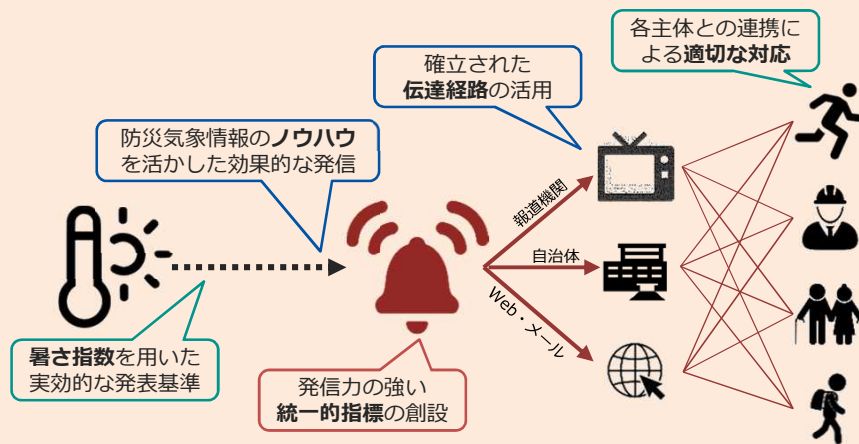 各主体との連携に
よる適切な対応
確立された
伝達経路の活用
防災気象情報のノウハウ
を活かした効果的な発信
報道機関
自治体
Web・メール
暑さ指数を用いた
実効的な発表基準
発信力の強い
統一的指標の創設